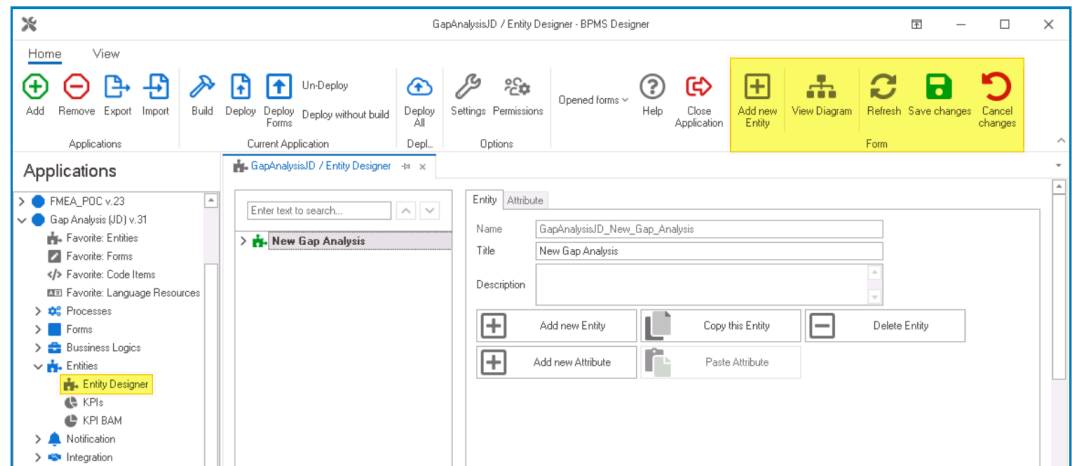 GapAnalysisJD / Entity Designer - BPMS Designer
Home View
Add Remove Export Import Build Deploy Deploy Forms Un-Deploy Deploy without build Deploy All Settings Permissions Opened forms Help Close Application Add new Entity View Diagram Refresh Save changes Cancel changes
Applications Current Application Depl... Options Form
Applications
GapAnalysisJD / Entity Designer
FMEA_POC v.23
Gap Analysis (JD) v.31
Favorite: Entities
Favorite: Forms
Favorite: Code Items
Favorite: Language Resources
Processes
Forms
Bussiness Logics
Entities
Entity Designer
KPIs
KPI BAM
Notification
Integration
Enter text to search...
New Gap Analysis
Entity Attribute
Name GapAnalysisJD_New_Gap_Analysis
Title New Gap Analysis
Description
Add new Entity Copy this Entity Delete Entity
Add new Attribute Paste Attribute